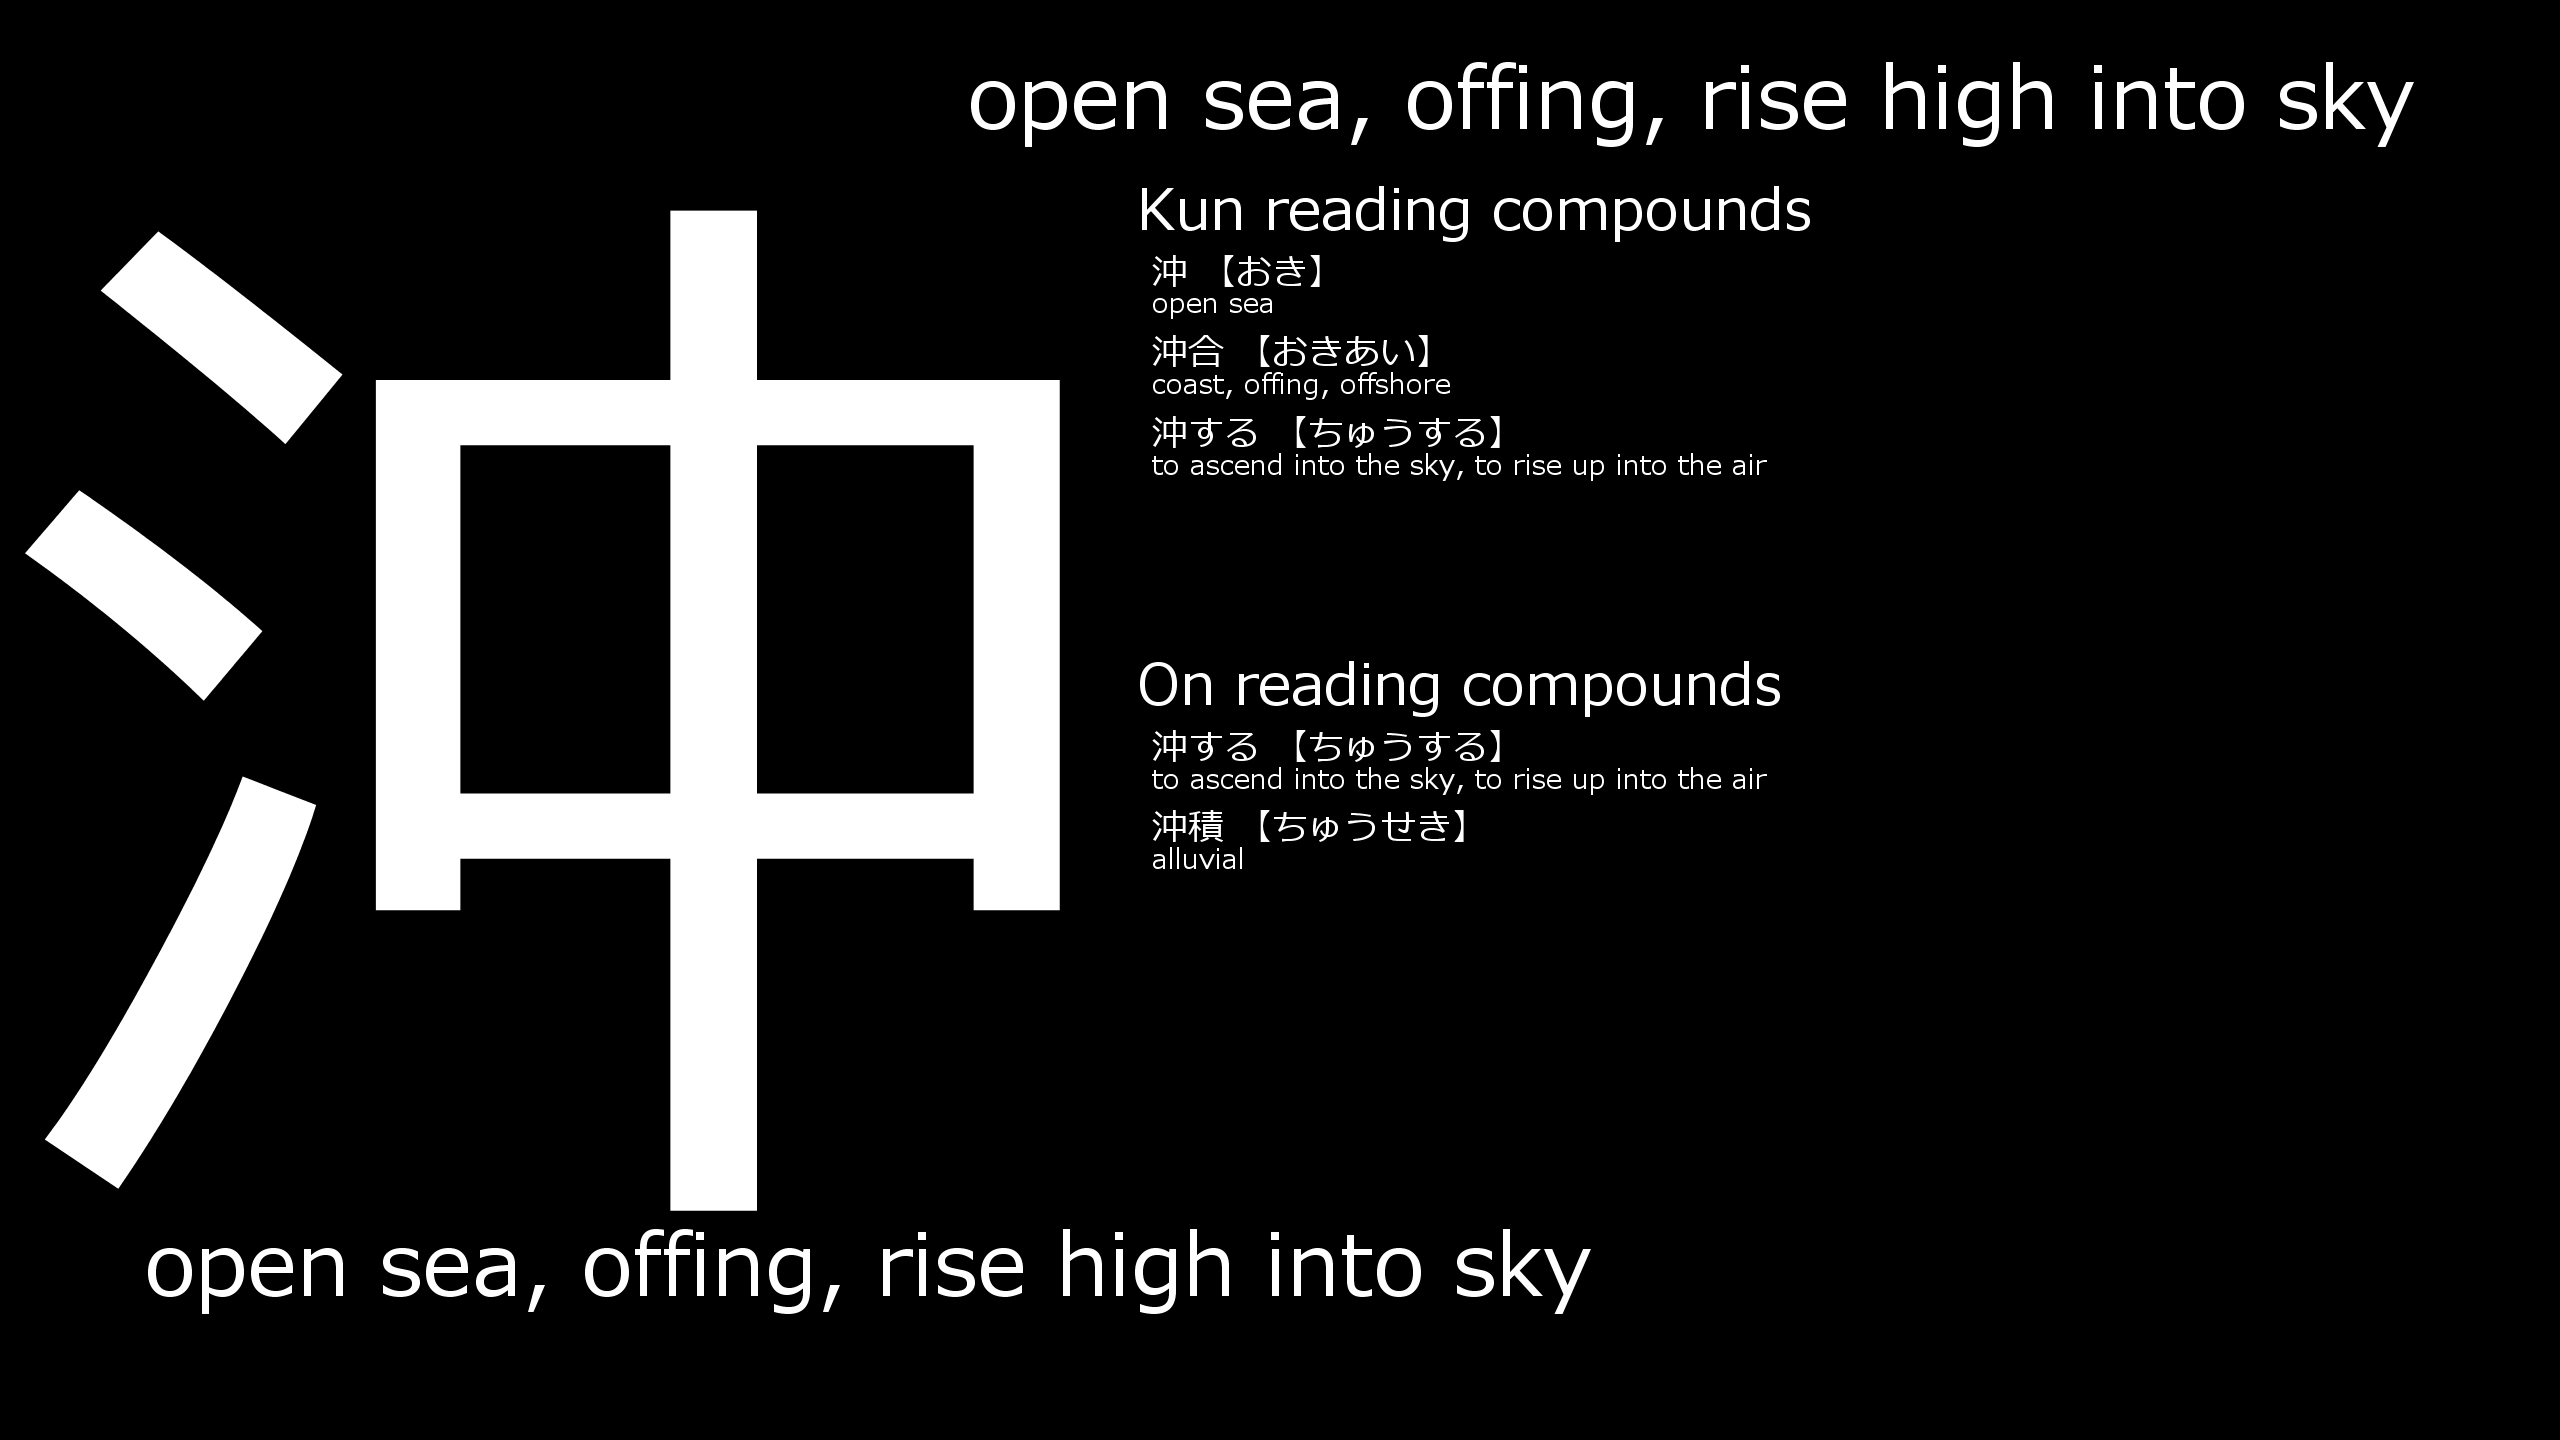 open sea, offing, rise high into sky
沖
Kun reading compounds
沖 【おき】
open sea
沖合 【おきあい】
coast, offing, offshore
沖する 【ちゅうする】
to ascend into the sky, to rise up into the air
On reading compounds
沖する 【ちゅうする】
to ascend into the sky, to rise up into the air
沖積 【ちゅうせき】
alluvial
open sea, offing, rise high into sky